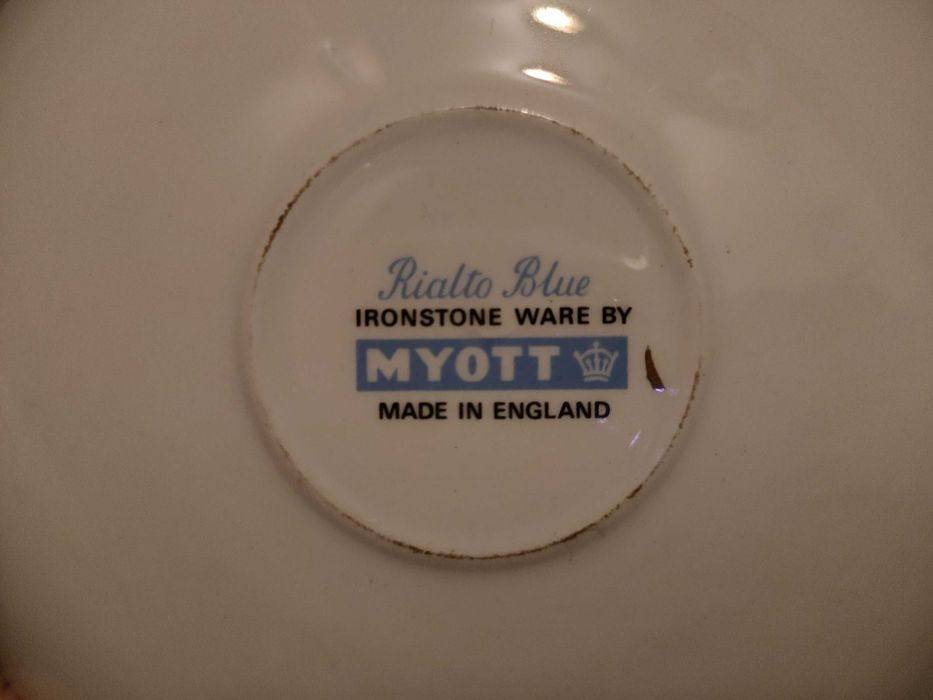 Rialto Blue
IRONSTONE WARE BY
MYOTT
MADE IN ENGLAND